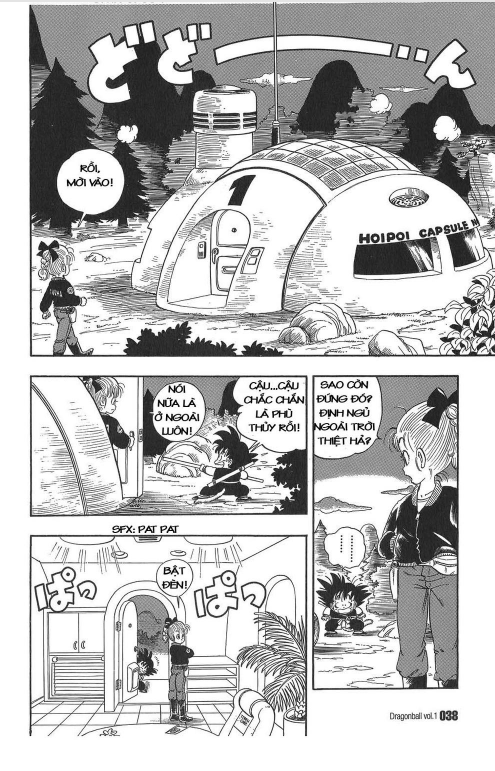 どどーーん
RỒI,
MỜI VÀO!
1
HOIPOI CAPSULE
SAO CÒN
ĐỨNG ĐÓ?
ĐỊNH NGỦ
NGOÀI TRỜI
THIỆT HẢ?
CẬU...CẬU
CHẮC CHẮN
LÀ PHÙ
THỦY RỒI!
NÓI
NỮA LÀ
Ở NGOÀI
LUÔN!
SFX: PAT PAT
ぱっ
BẬT
ĐÈN!
ぱっ
Dragonball vol.1 038